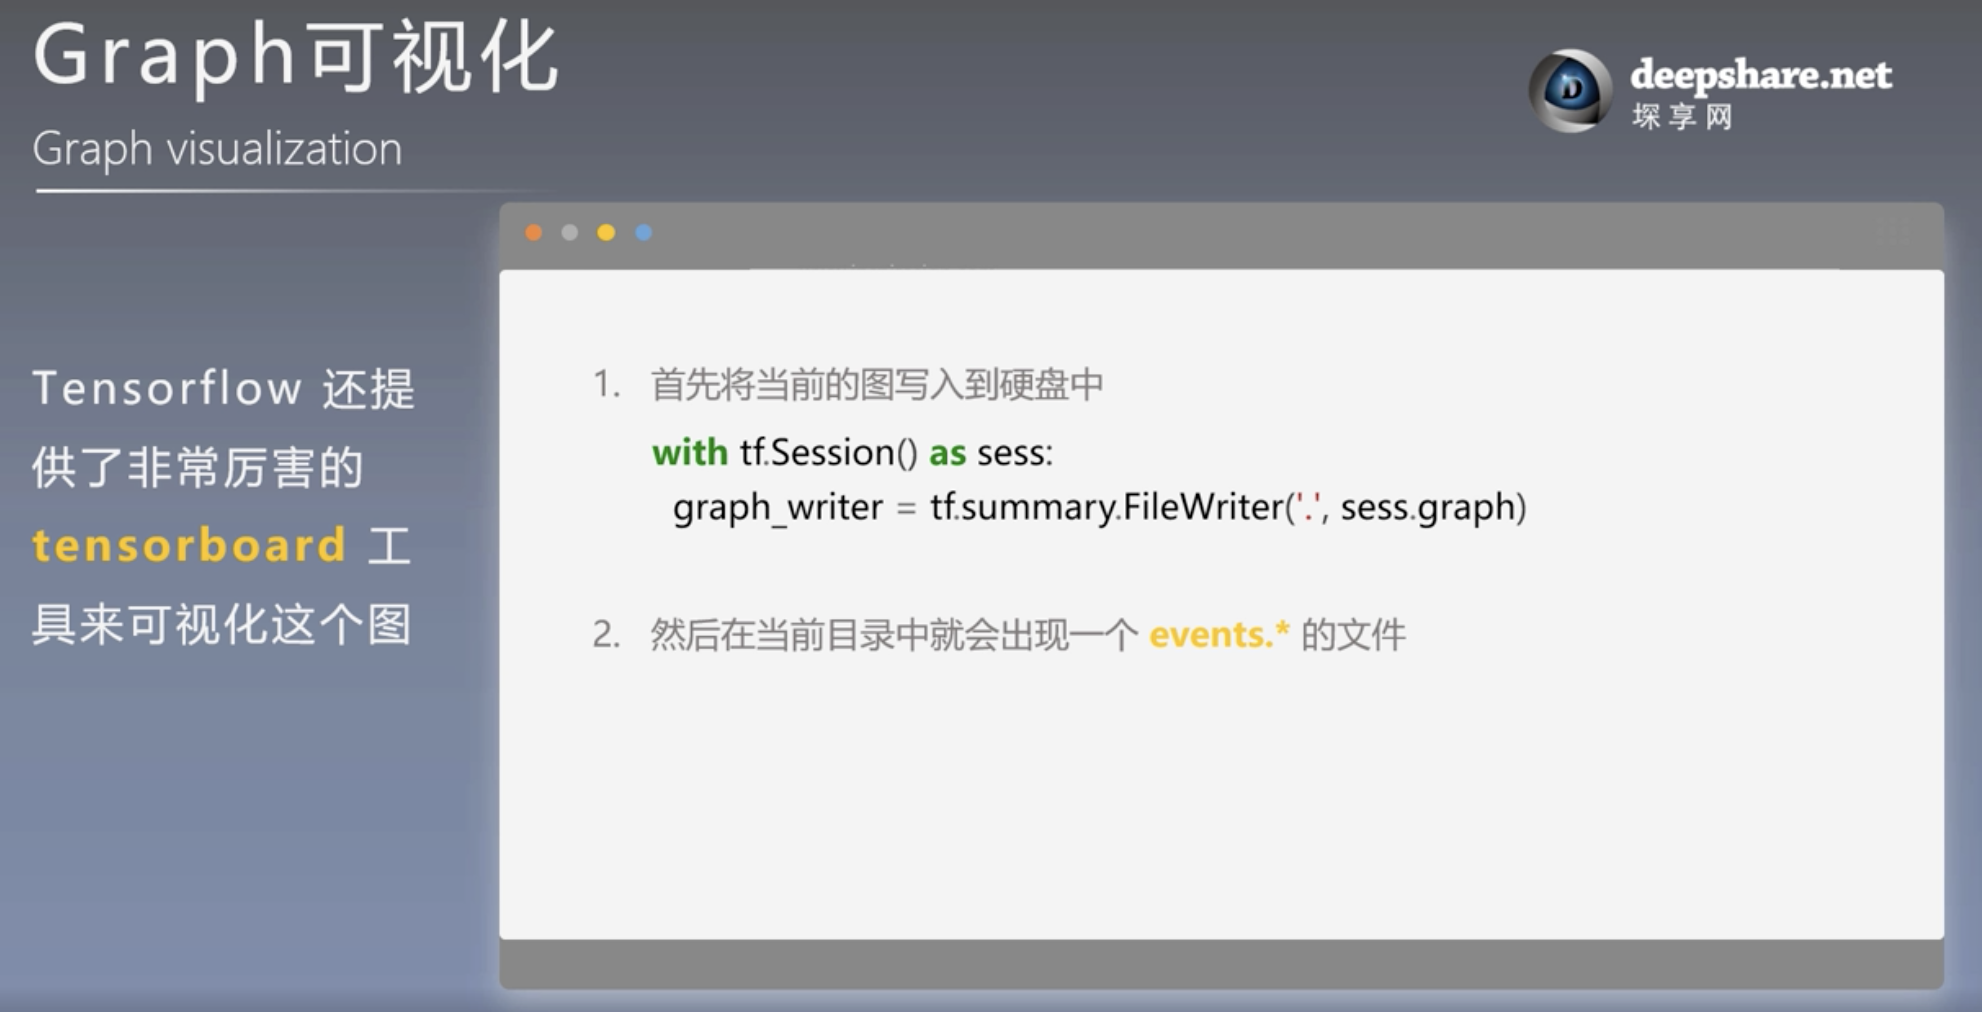 Graph可视化
Graph visualization
deepshare.net
堔享网
Tensorflow 还提
供了非常厉害的
tensorboard 工
具来可视化这个图
1. 首先将当前的图写入到硬盘中
with tf.Session() as sess:
graph_writer = tf.summary.FileWriter('.', sess.graph)
2. 然后在当前目录中就会出现一个 events.* 的文件